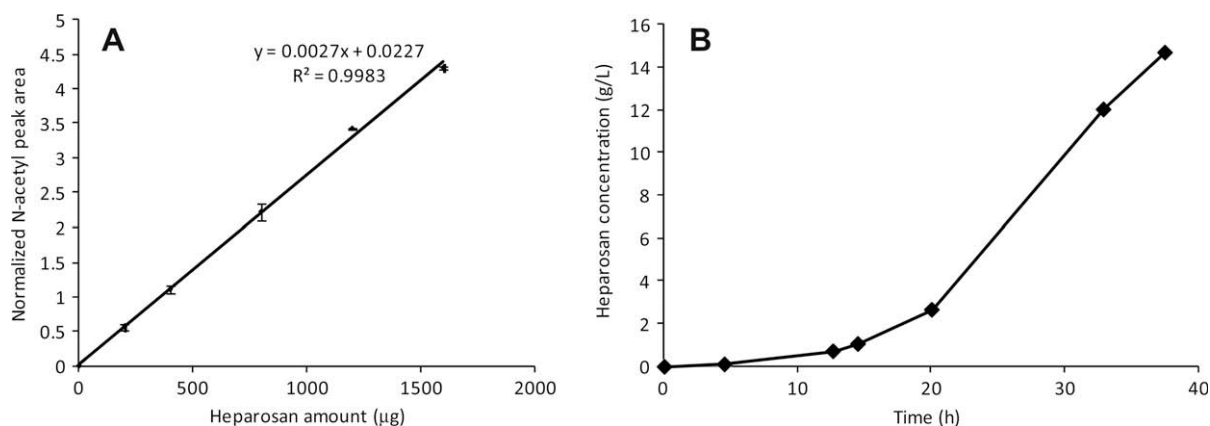 A
y = 0.0027x + 0.0227
R² = 0.9983
Normalized N-acetyl peak area
5
4.5
4
3.5
3
2.5
2
1.5
1
0.5
0
0 500 1000 1500 2000
Heparosan amount (μg)
B
Heparosan concentration (g/L)
16
14
12
10
8
6
4
2
0
0 10 20 30 40
Time (h)